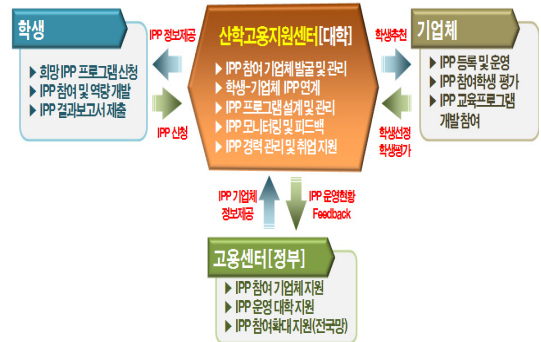 학생
▶ 희망 IPP 프로그램 신청
▶ IPP 참여 및 역량 개발
▶ IPP 결과보고서 제출
IPP 정보제공
IPP 신청
산학고용지원센터[대학]
▶ IPP 참여 기업체 발굴 및 관리
▶ 학생-기업체 IPP 연계
▶ IPP 프로그램 설계 및 관리
▶ IPP 모니터링 및 피드백
▶ IPP 경력 관리 및 취업 지원
학생추천
학생선정
학생평가
기업체
▶ IPP 등록 및 운영
▶ IPP 참여학생 평가
▶ IPP 교육프로그램
개발 참여
IPP 기업체
정보제공
IPP 운영현황
Feedback
고용센터[정부]
▶ IPP 참여 기업체 지원
▶ IPP 운영 대학 지원
▶ IPP 참여확대 지원(전국망)